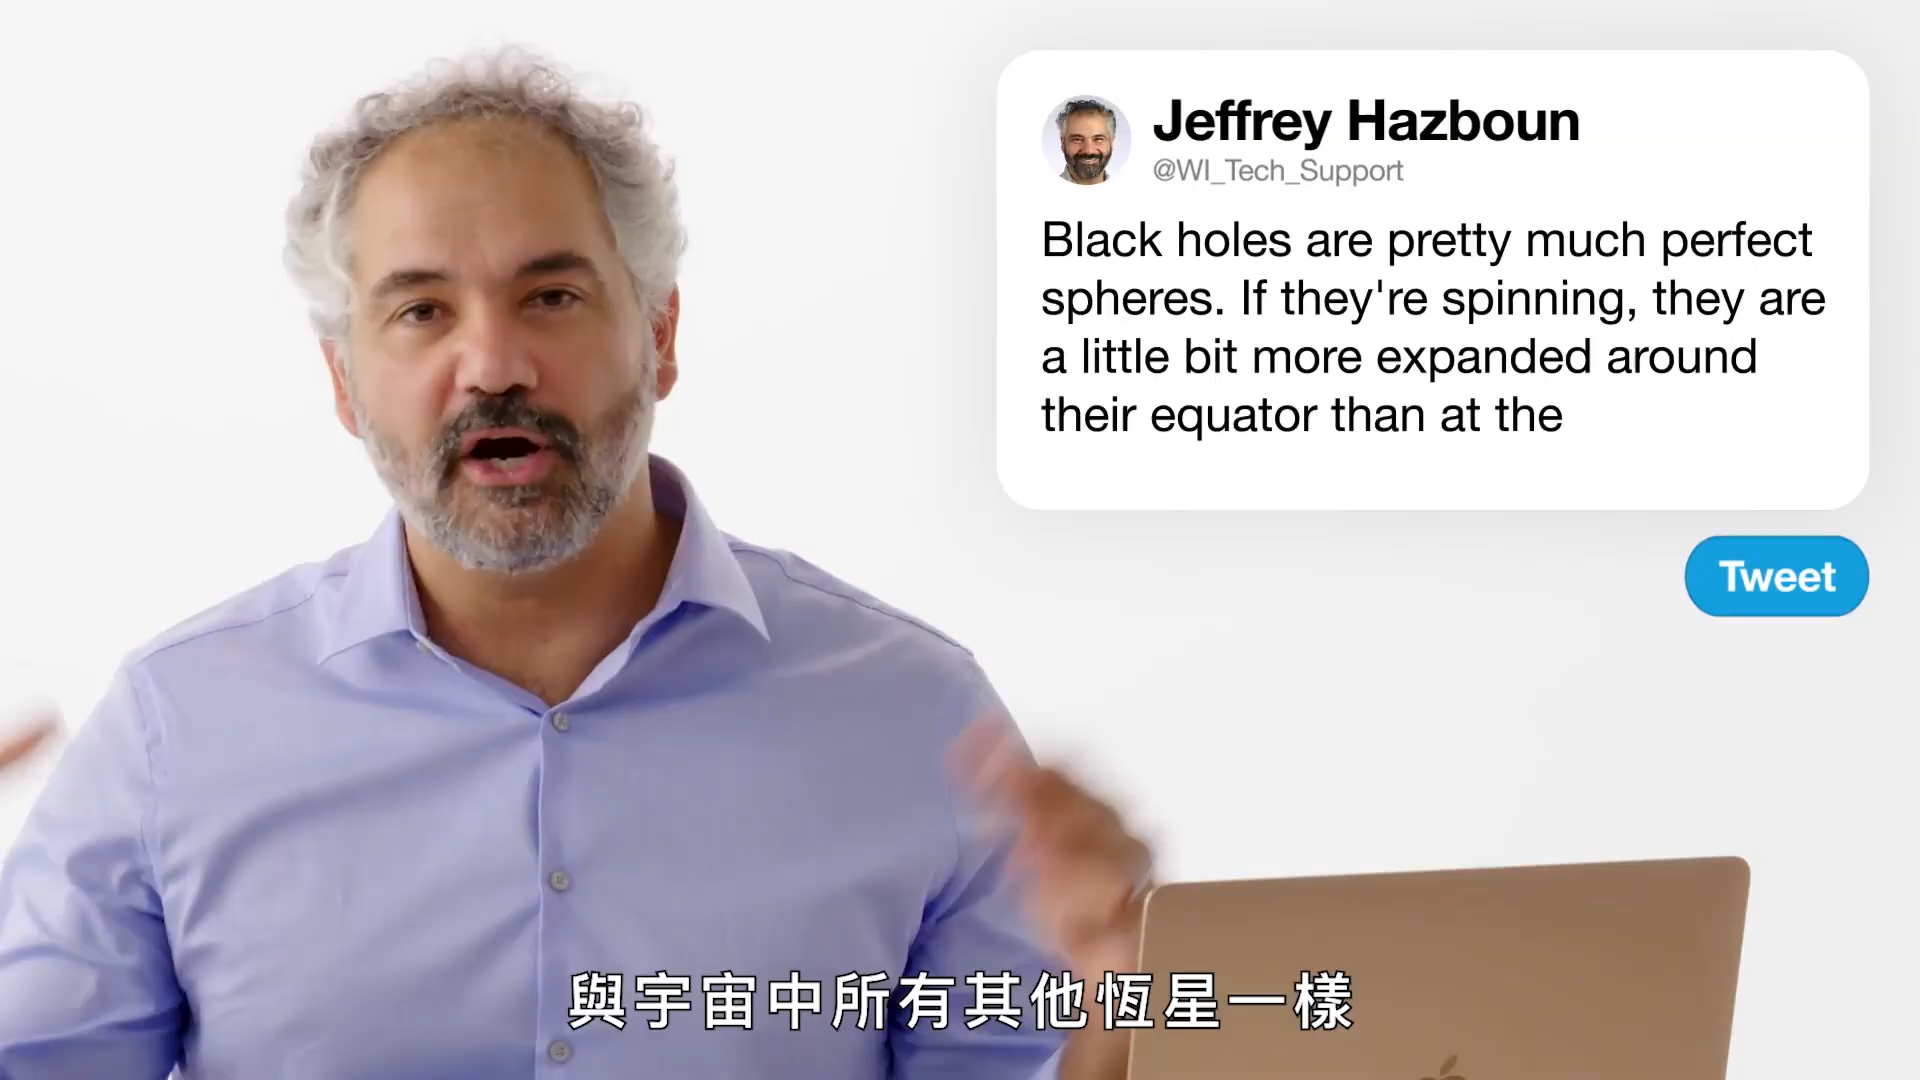 Jeffrey Hazboun
@WI_Tech_Support
Black holes are pretty much perfect
spheres. If they're spinning, they are
a little bit more expanded around
their equator than at the
Tweet
與宇宙中所有其他恆星一樣